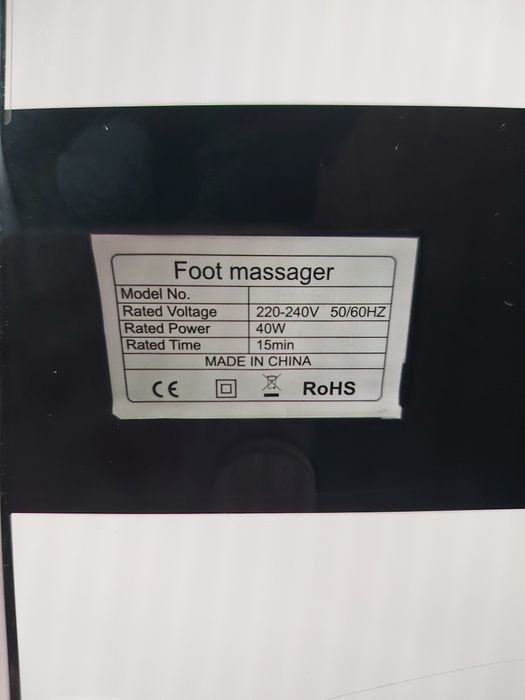 Foot massager
Model No.
Rated Voltage 220-240V 50/60HZ
Rated Power 40W
Rated Time 15min
MADE IN CHINA
CE RoHS